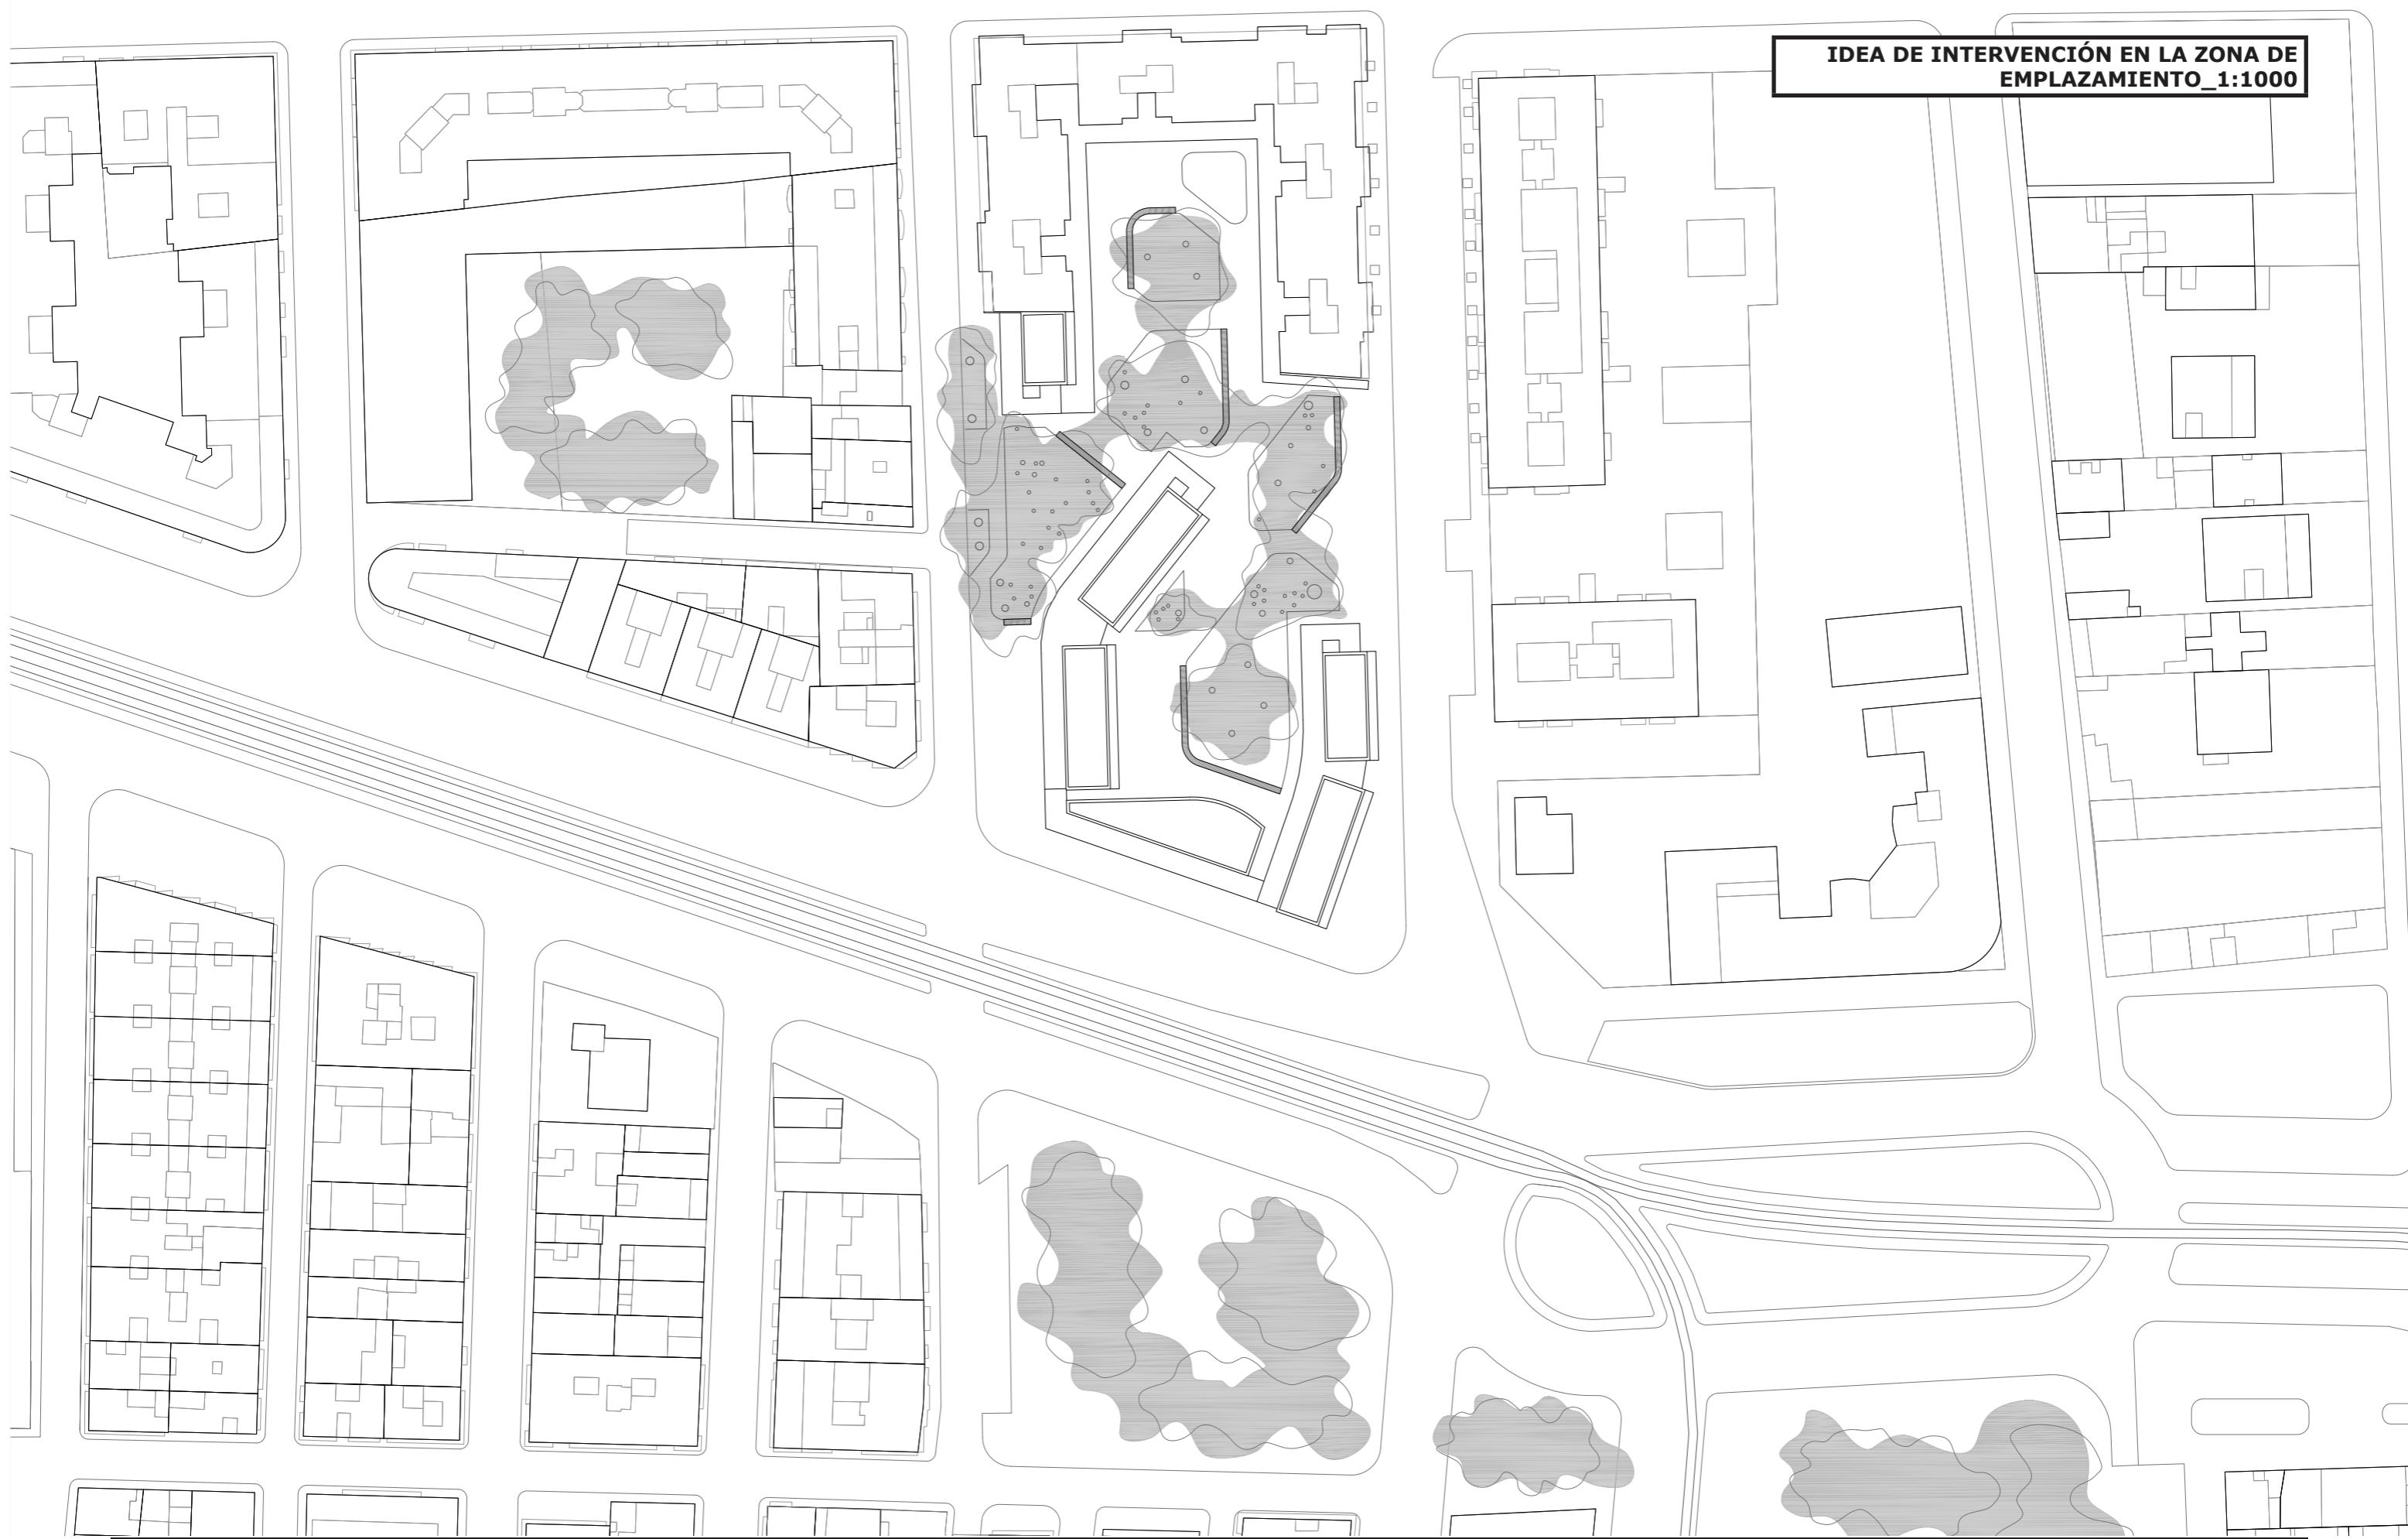 IDEA DE INTERVENCIÓN EN LA ZONA DE
EMPLAZAMIENTO_1:1000